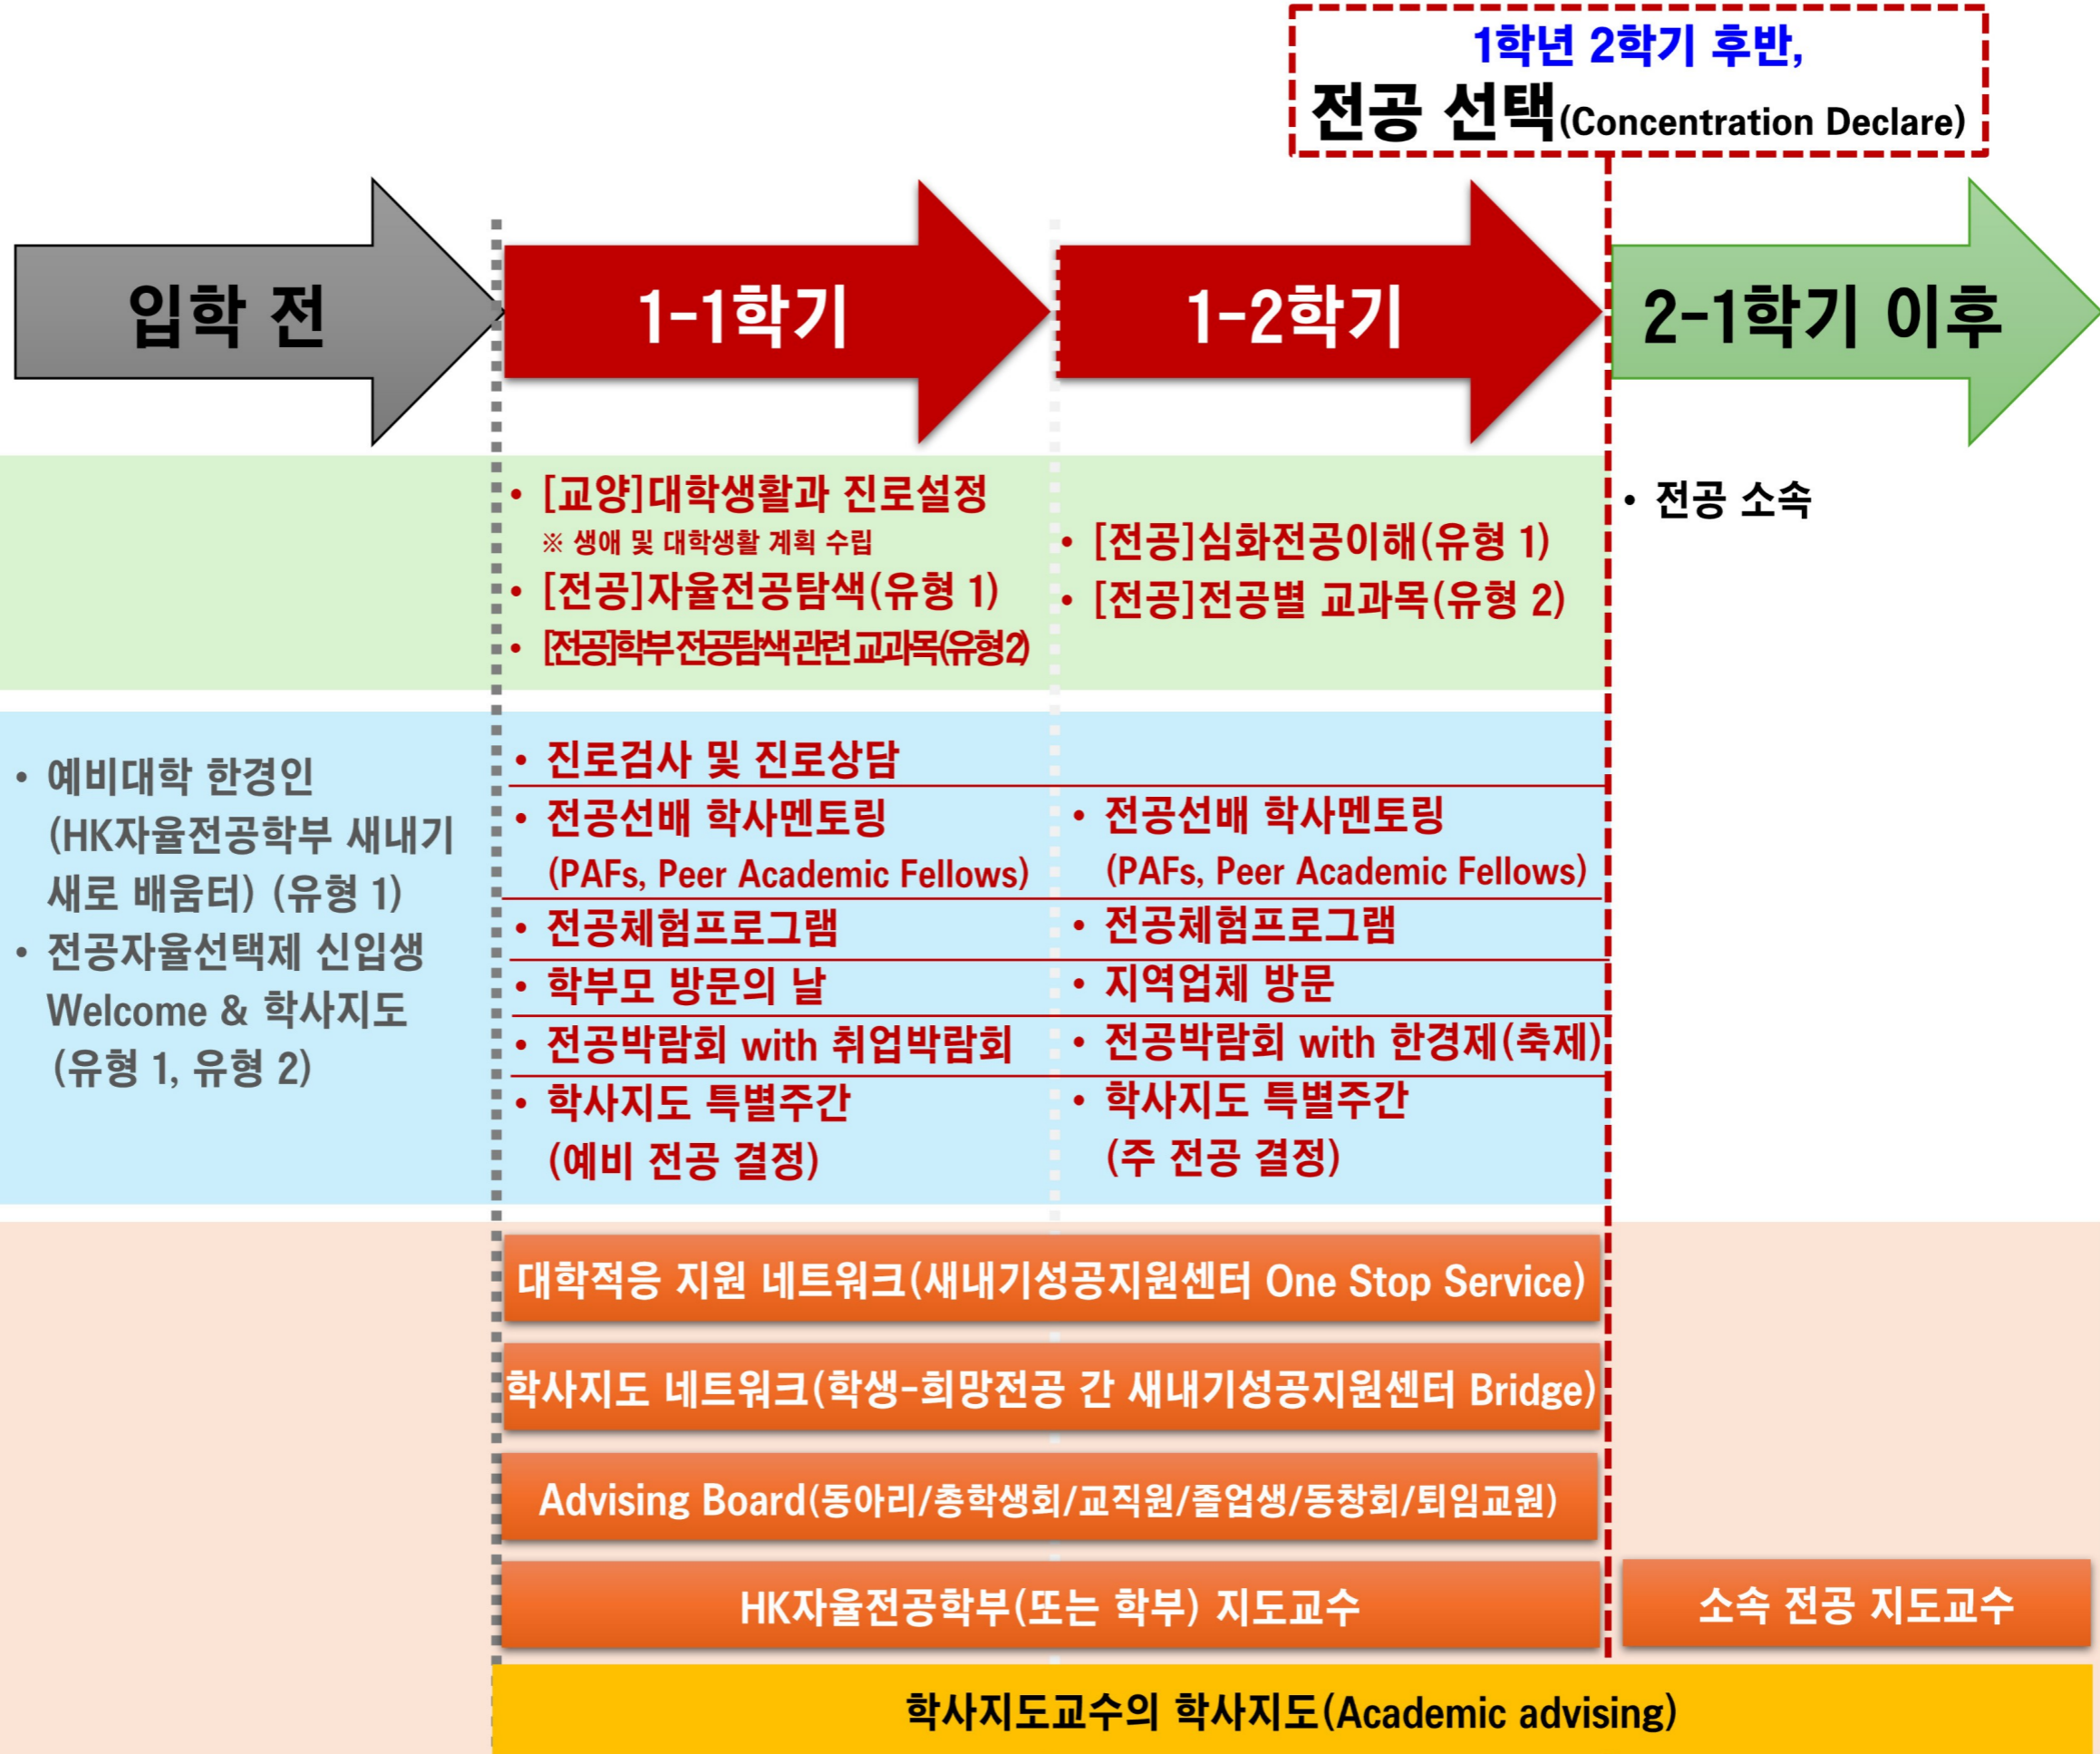 1학년 2학기 후반,
전공 선택(Concentration Declare)
입학 전
1-1학기
1-2학기
2-1학기 이후
• [교양]대학생활과 진로설정
※ 생애 및 대학생활 계획 수립
• [전공]자율전공탐색(유형 1)
• [전공]학부 전공탐색 관련 교과목(유형2)
• [전공]심화전공이해(유형 1)
• [전공]전공별 교과목(유형 2)
• 전공 소속
• 예비대학 한경인
(HK자율전공학부 새내기
새로 배움터) (유형 1)
• 전공자율선택제 신입생
Welcome & 학사지도
(유형 1, 유형 2)
• 진로검사 및 진로상담
• 전공선배 학사멘토링
(PAFs, Peer Academic Fellows)
• 전공체험프로그램
• 학부모 방문의 날
• 전공박람회 with 취업박람회
• 학사지도 특별주간
(예비 전공 결정)
• 전공선배 학사멘토링
(PAFs, Peer Academic Fellows)
• 전공체험프로그램
• 지역업체 방문
• 전공박람회 with 한경제(축제)
• 학사지도 특별주간
(주 전공 결정)
대학적응 지원 네트워크(새내기성공지원센터 One Stop Service)
학사지도 네트워크(학생-희망전공 간 새내기성공지원센터 Bridge)
Advising Board(동아리/총학생회/교직원/졸업생/동창회/퇴임교원)
HK자율전공학부(또는 학부) 지도교수
소속 전공 지도교수
학사지도교수의 학사지도(Academic advising)